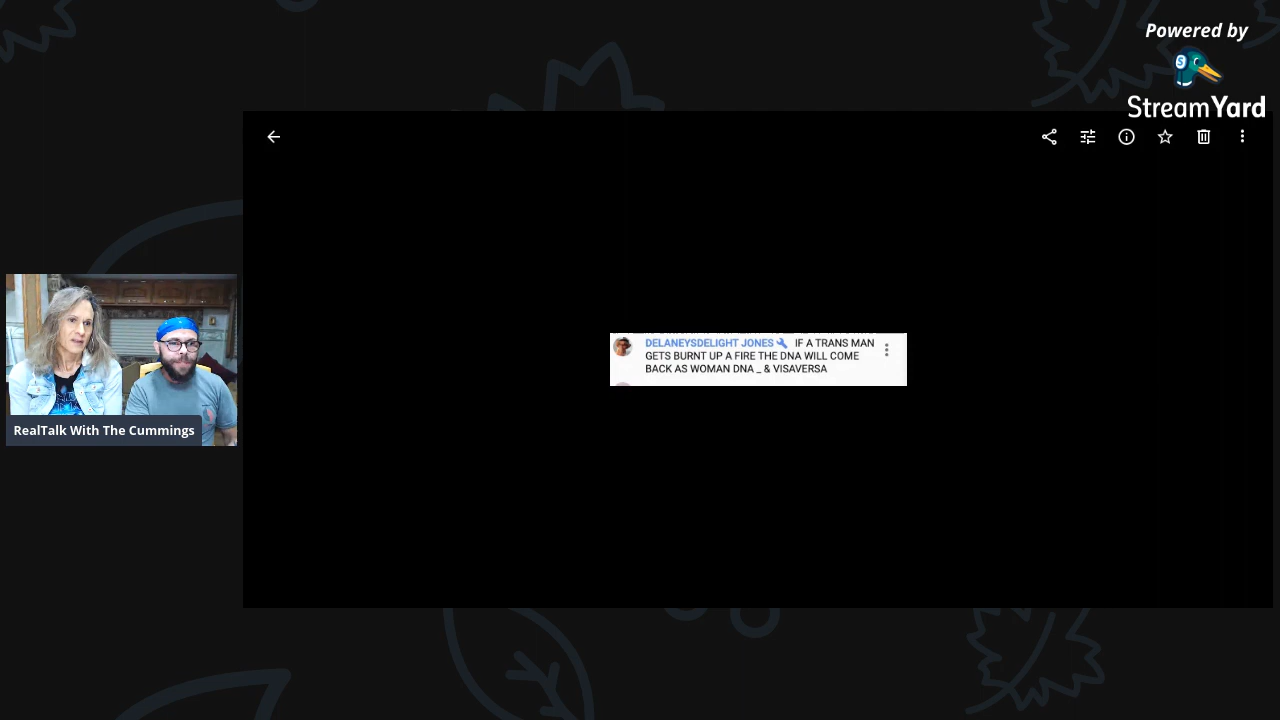 Powered by
StreamYard
DELANEYSDELIGHT JONES IF A TRANS MAN
GETS BURNT UP A FIRE THE DNA WILL COME
BACK AS WOMAN DNA _ & VISAVERSA
RealTalk With The Cummings